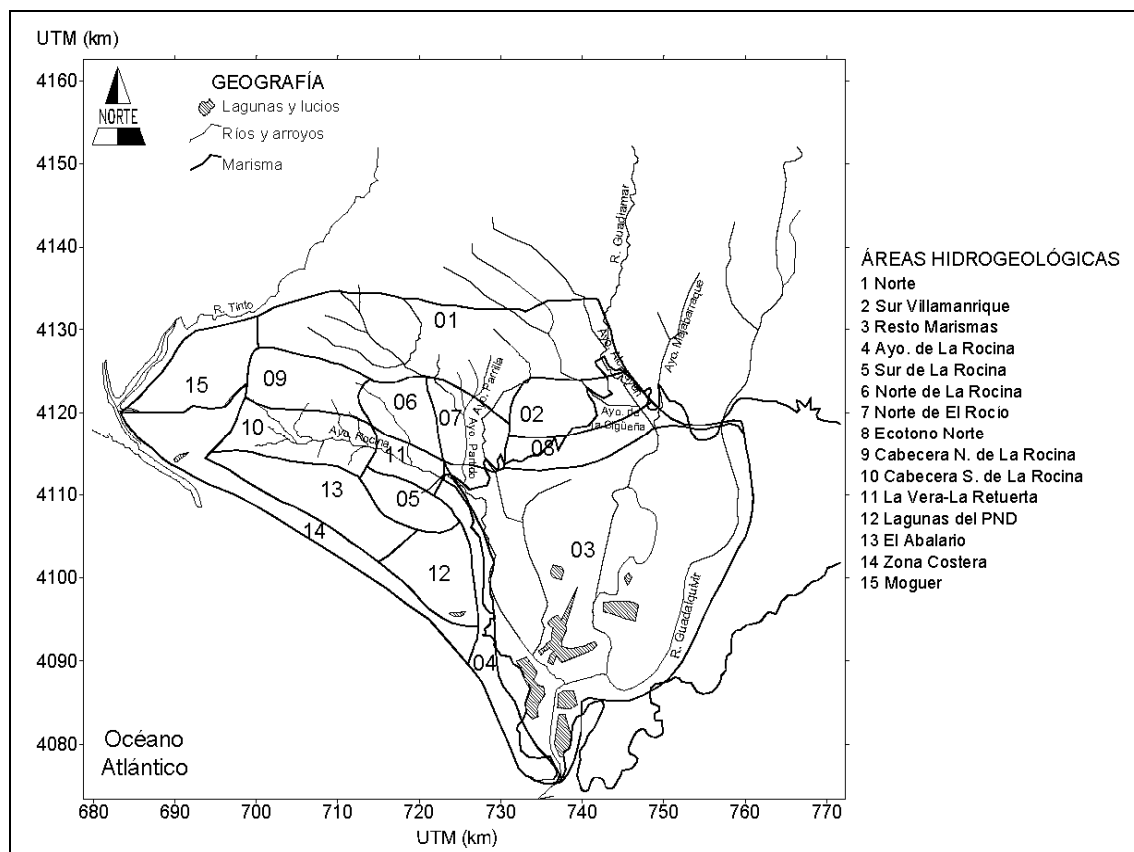 UTM (km)
4160
4150
4140
4130
4120
4110
4100
4090
4080
NORTE
GEOGRAFÍA
Lagunas y lucios
Ríos y arroyos
Marisma
R. Tinto
R. Guadiamar
Ayo. Majabarraque
01
15
09
06
07
Ayo. Parrilla
02
Ayo. de
la Cigüeña
10
Ayo. Rocina
11
Ayo. Partido
08
13
05
14
03
12
R. Guadalquivir
04
Océano
Atlántico
680
690
700
710
720
730
740
750
760
770
UTM (km)
ÁREAS HIDROGEOLÓGICAS
1 Norte
2 Sur Villamanrique
3 Resto Marismas
4 Ayo. de La Rocina
5 Sur de La Rocina
6 Norte de La Rocina
7 Norte de El Rocío
8 Ecotono Norte
9 Cabecera N. de La Rocina
10 Cabecera S. de La Rocina
11 La Vera-La Retuerta
12 Lagunas del PND
13 El Abalario
14 Zona Costera
15 Moguer